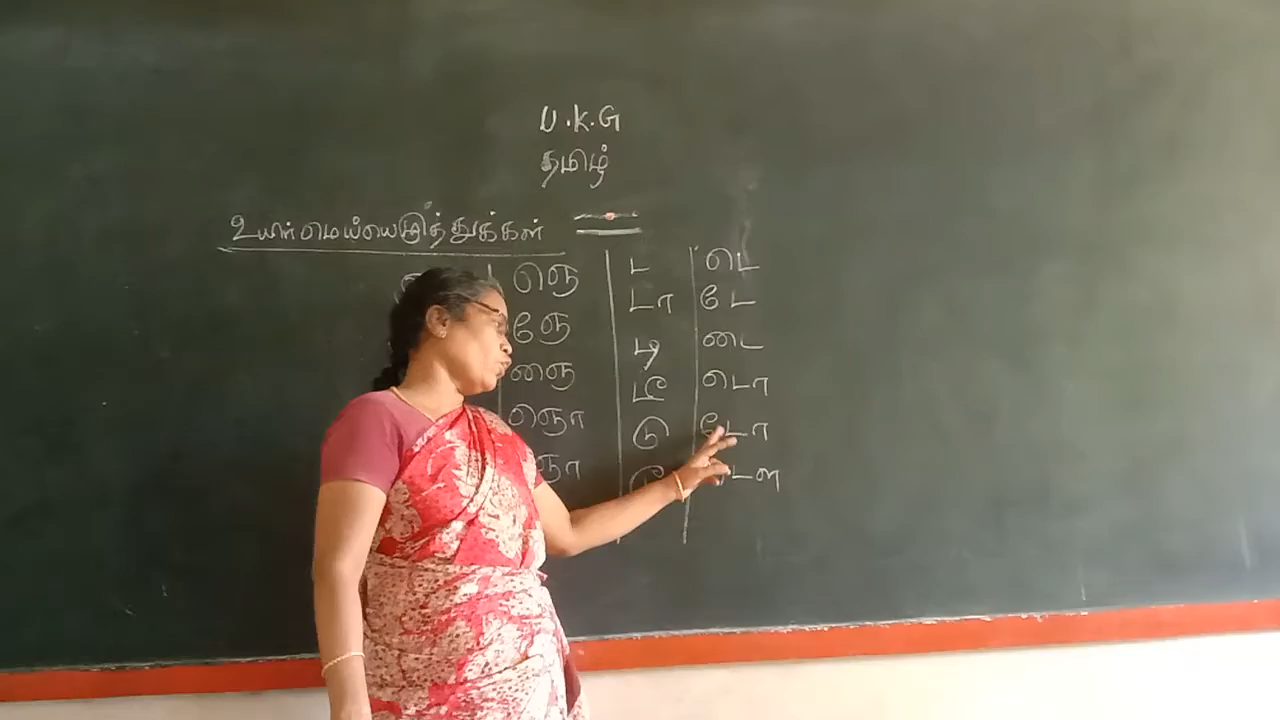 U.K.G
தமிழ்
உயிர்மெய்யெழுத்துக்கள்
ஞெ ட டெ
ஞே டா டே
ஞை டி டை
ஞொ டீ டொ
டு டோ
டௌ